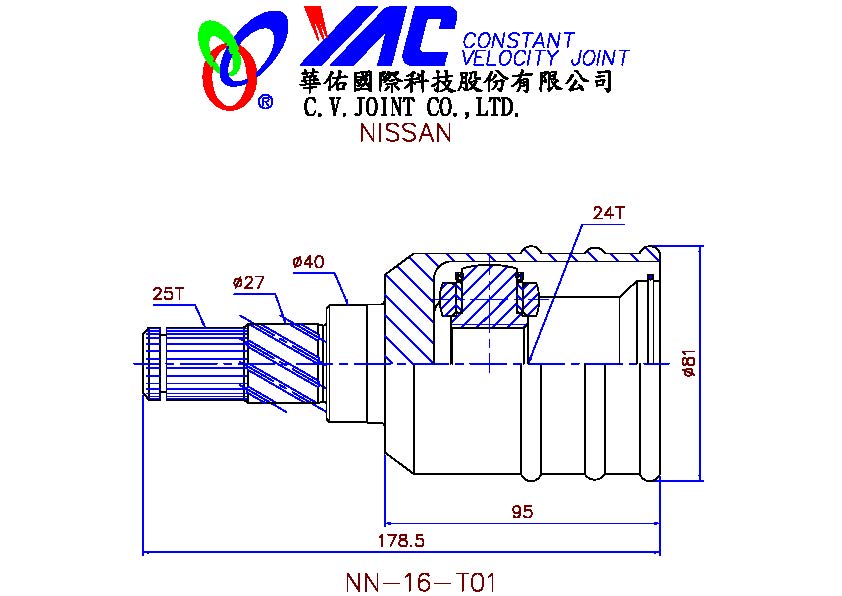 YAC CONSTANT
VELOCITY JOINT
®
華佑國際科技股份有限公司
C.V.JOINT CO.,LTD.
NISSAN
24T
ø40
ø27
25T
ø81
95
178.5
NN-16-T01